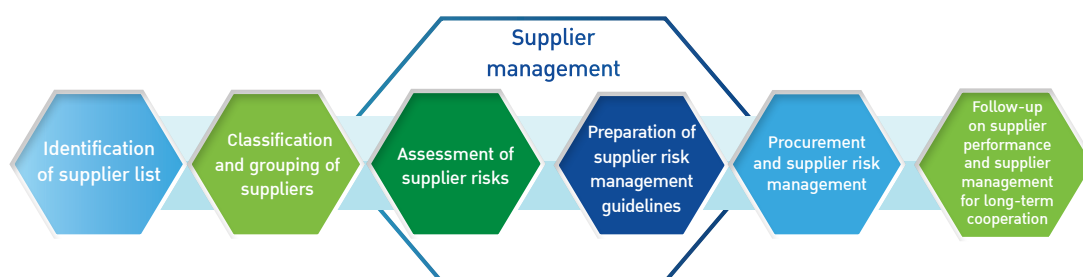 Supplier
management
Identification
of supplier list
Classification
and grouping of
suppliers
Assessment of
supplier risks
Preparation of
supplier risk
management
guidelines
Procurement
and supplier risk
management
Follow-up
on supplier
performance
and supplier
management
for long-term
cooperation